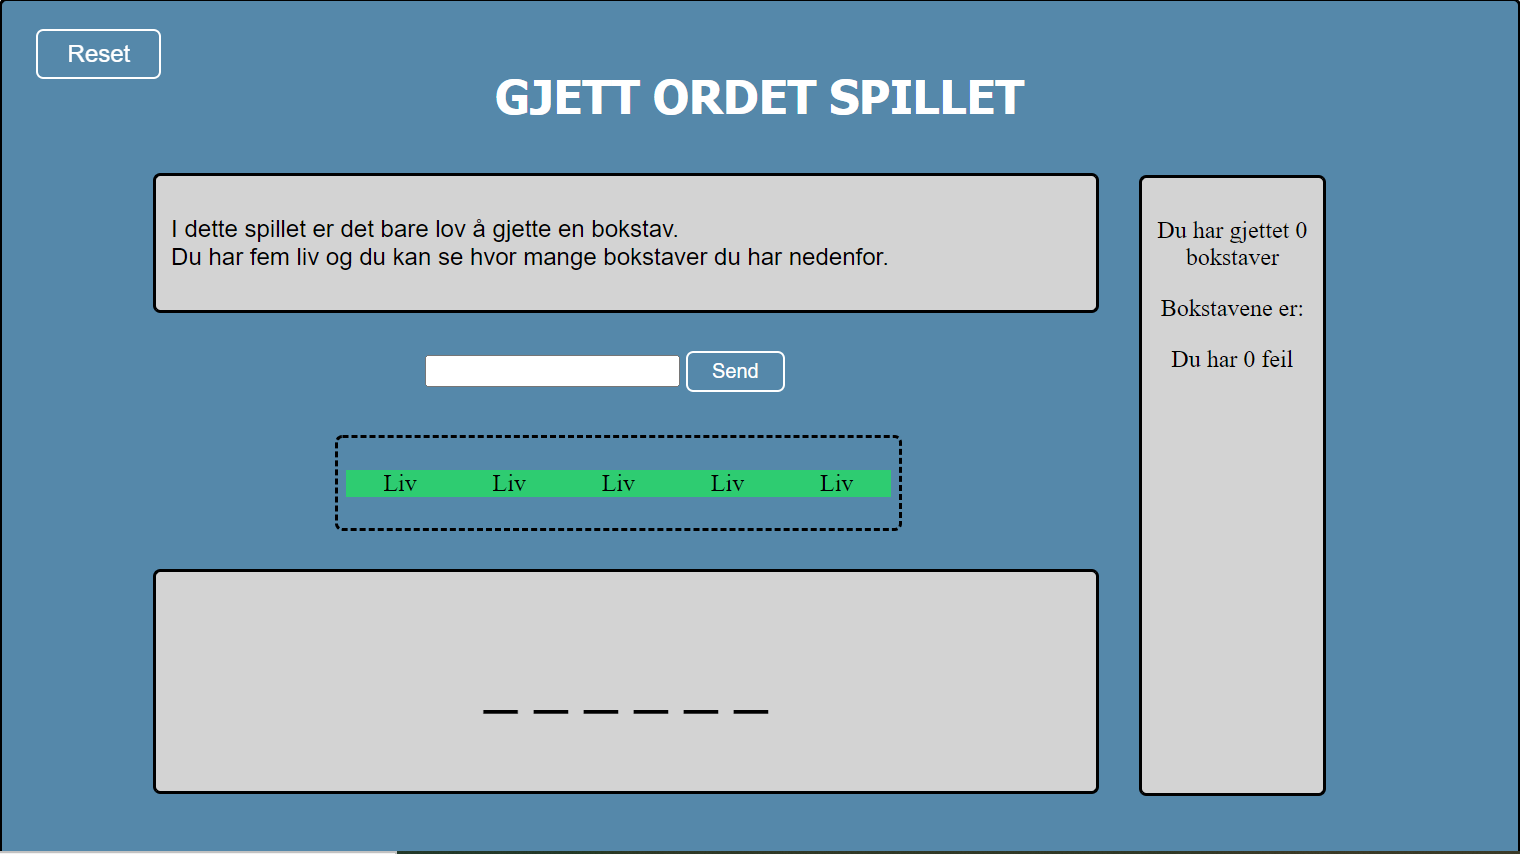 Reset
GJETT ORDET SPILLET
I dette spillet er det bare lov å gjette en bokstav.
Du har fem liv og du kan se hvor mange bokstaver du har nedenfor.
Du har gjettet 0
bokstaver
Bokstavene er:
Du har 0 feil
Send
Liv Liv Liv Liv Liv
_ _ _ _ _ _